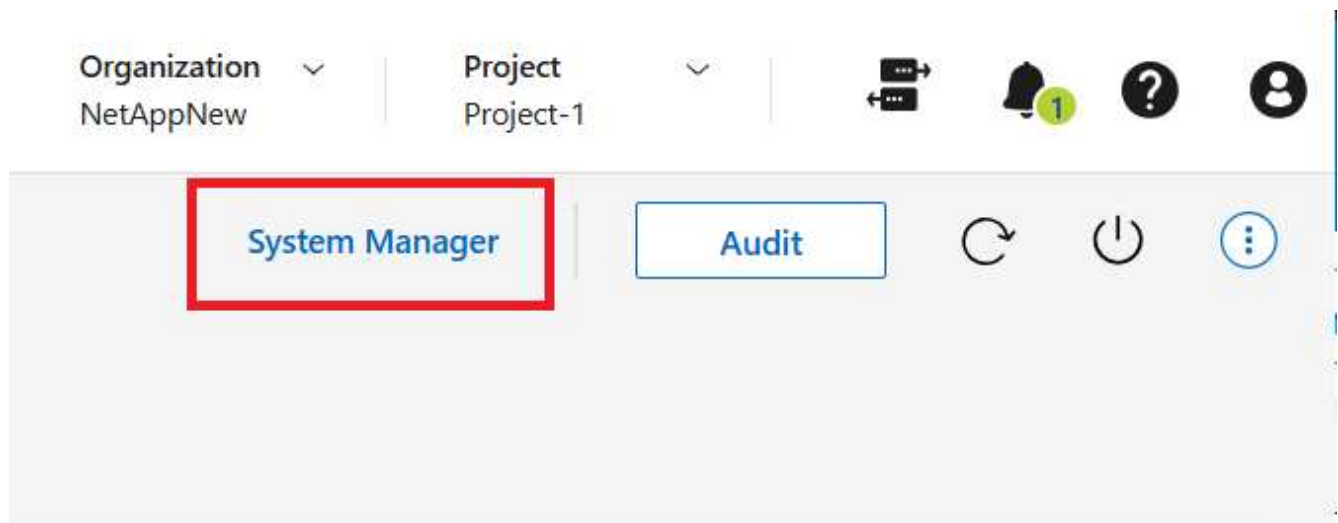 Organization
NetAppNew
Project
Project-1
1
System Manager
Audit